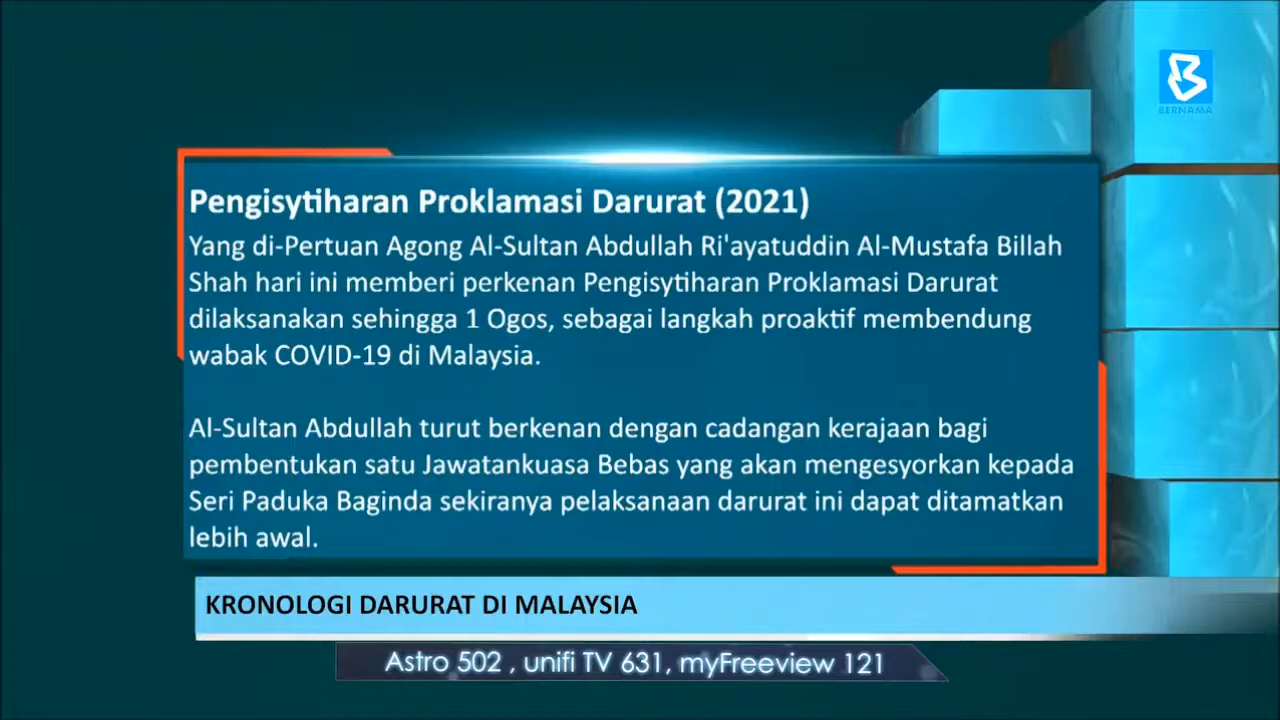 BERNAMA
Pengisytiharan Proklamasi Darurat (2021)
Yang di-Pertuan Agong Al-Sultan Abdullah Ri'ayatuddin Al-Mustafa Billah
Shah hari ini memberi perkenan Pengisytiharan Proklamasi Darurat
dilaksanakan sehingga 1 Ogos, sebagai langkah proaktif membendung
wabak COVID-19 di Malaysia.
Al-Sultan Abdullah turut berkenan dengan cadangan kerajaan bagi
pembentukan satu Jawatankuasa Bebas yang akan mengesyorkan kepada
Seri Paduka Baginda sekiranya pelaksanaan darurat ini dapat ditamatkan
lebih awal.
KRONOLOGI DARURAT DI MALAYSIA
Astro 502 , unifi TV 631, myFreeview 121